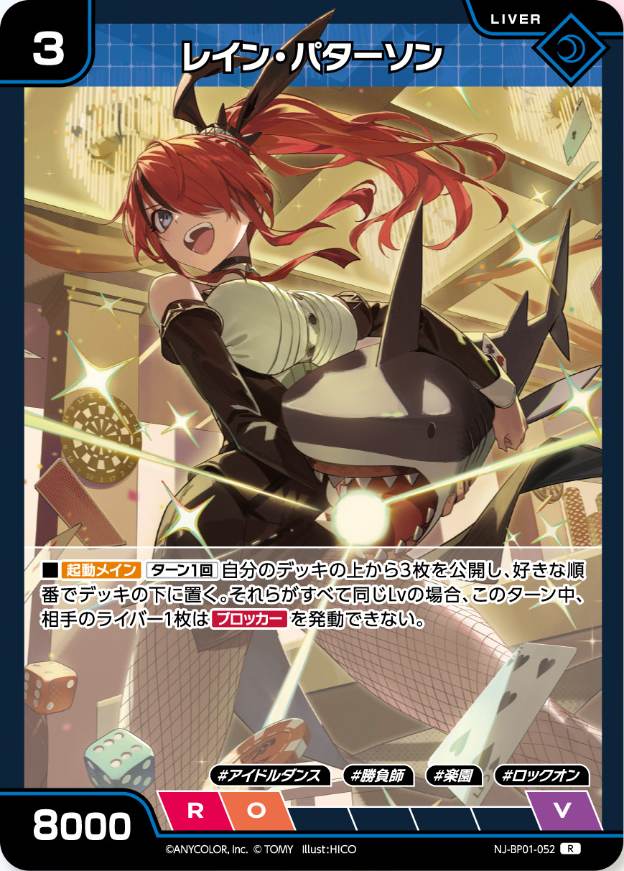 LIVER
3
レイン・パターソン
■ 起動メイン ターン1回 自分のデッキの上から3枚を公開し、好きな順
番でデッキの下に置く。それらがすべて同じLvの場合、このターン中、
相手のライバー1枚は ブロッカー を発動できない。
#アイドルダンス #勝負師 #楽園 #ロックオン
8000 R O V
©ANYCOLOR, Inc. © TOMY Illust:HICO NJ-BP01-052 R